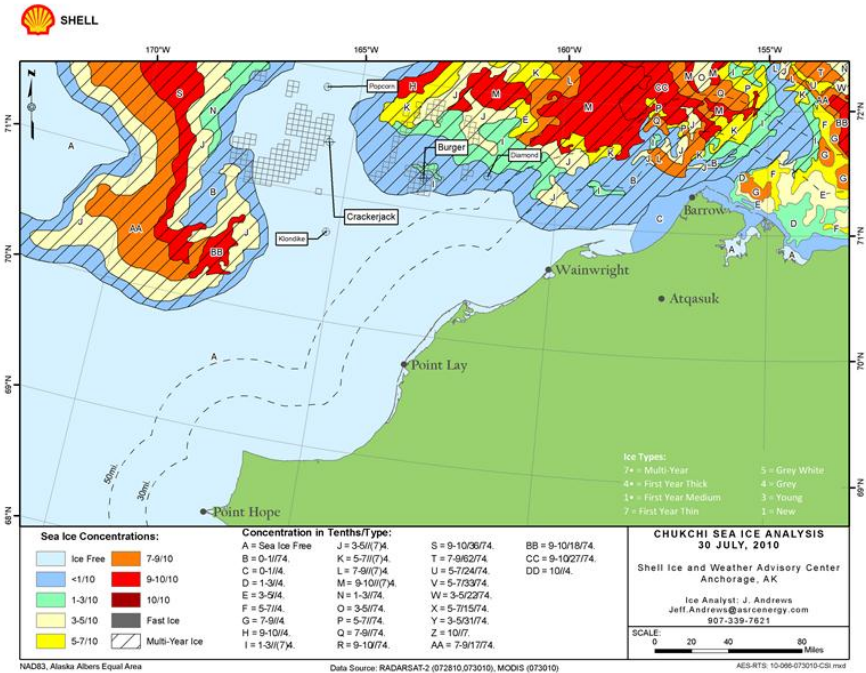 SHELL
170°W
165°W
160°W
155°W
N
71°N
70°N
69°N
68°N
72°N
71°N
70°N
69°N
Popcorn
Burger
Diamond
Crackerjack
Klondike
Barrow
Wainwright
Atqasuk
Point Lay
Point Hope
50mi.
30mi.
A
S
N
J
B
AA
BB
J
A
H
K
M
J
I
E
L
CC
C
D
F
G
Ice Types:
7• = Multi-Year
4• = First Year Thick
1• = First Year Medium
7 = First Year Thin
5 = Grey White
4 = Grey
3 = Young
1 = New
Sea Ice Concentrations:
Ice Free
<1/10
1-3/10
3-5/10
5-7/10
7-9/10
9-10/10
10/10
Fast Ice
Multi-Year Ice
Concentration in Tenths/Type:
A = Sea Ice Free
B = 0-1//74.
C = 0-1//4.
D = 1-3//4.
E = 3-5//4.
F = 5-7//4.
G = 7-9//4.
H = 9-10//4.
I = 1-3//(7)4.
J = 3-5//(7)4.
K = 5-7//(7)4.
L = 7-9//(7)4.
M = 9-10//(7)4.
N = 1-3//74.
O = 3-5//74.
P = 5-7//74.
Q = 7-9//74.
R = 9-10//74.
S = 9-10/36/74.
T = 7-9/62/74.
U = 5-7/24/74.
V = 5-7/33/74.
W = 3-5/23/74.
X = 5-7/15/74.
Y = 3-5/31/74.
Z = 10//7.
AA = 7-9/17/74.
BB = 9-10/18/74.
CC = 9-10/27/74.
DD = 10//4.
CHUKCHI SEA ICE ANALYSIS
30 JULY, 2010
Shell Ice and Weather Advisory Center
Anchorage, AK
Ice Analyst: J. Andrews
Jeff.Andrews@asrcenergy.com
907-339-7621
SCALE:
0 20 40 80
Miles
NAD83, Alaska Albers Equal Area
Data Source: RADARSAT-2 (072810,073010), MODIS (073010)
AES-RTS: 10-066-073010-CSI.mxd